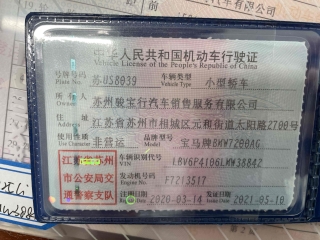 中华人民共和国机动车行驶证
Vehicle License of the People's Republic of China
号牌号码 Plate No. 苏US8039 车辆类型 Vehicle Type 小型轿车
所有人 Owner 苏州骏宝行汽车销售服务有限公司
住址 Address 江苏省苏州市相城区元和街道太阳路2700号
使用性质 Use Character 非营运 品牌型号 Model 宝马牌BMW7200AG
江苏省苏州 车辆识别代号 VIN LBV6F4106LMW38842
市公安局交 发动机号码 Engine No. F7213517
通警察支队 注册日期 2020-03-14 发证日期 2021-05-10